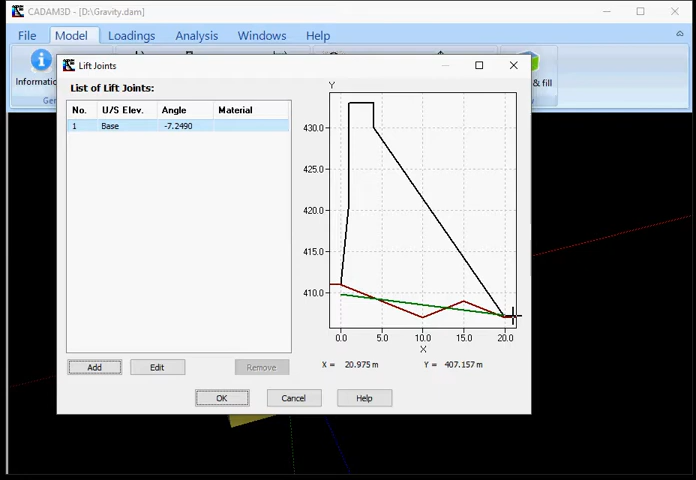 CADAM3D - [D:\Gravity.dam]
File Model Loadings Analysis Windows Help
Informatio
& fill
Ger
Lift Joints
List of Lift Joints:
No. U/S Elev. Angle Material
1 Base -7.2490
Y
430.0
425.0
420.0
415.0
410.0
0.0 5.0 10.0 15.0 20.0
X
X = 20.975 m Y = 407.157 m
Add Edit Remove
OK Cancel Help